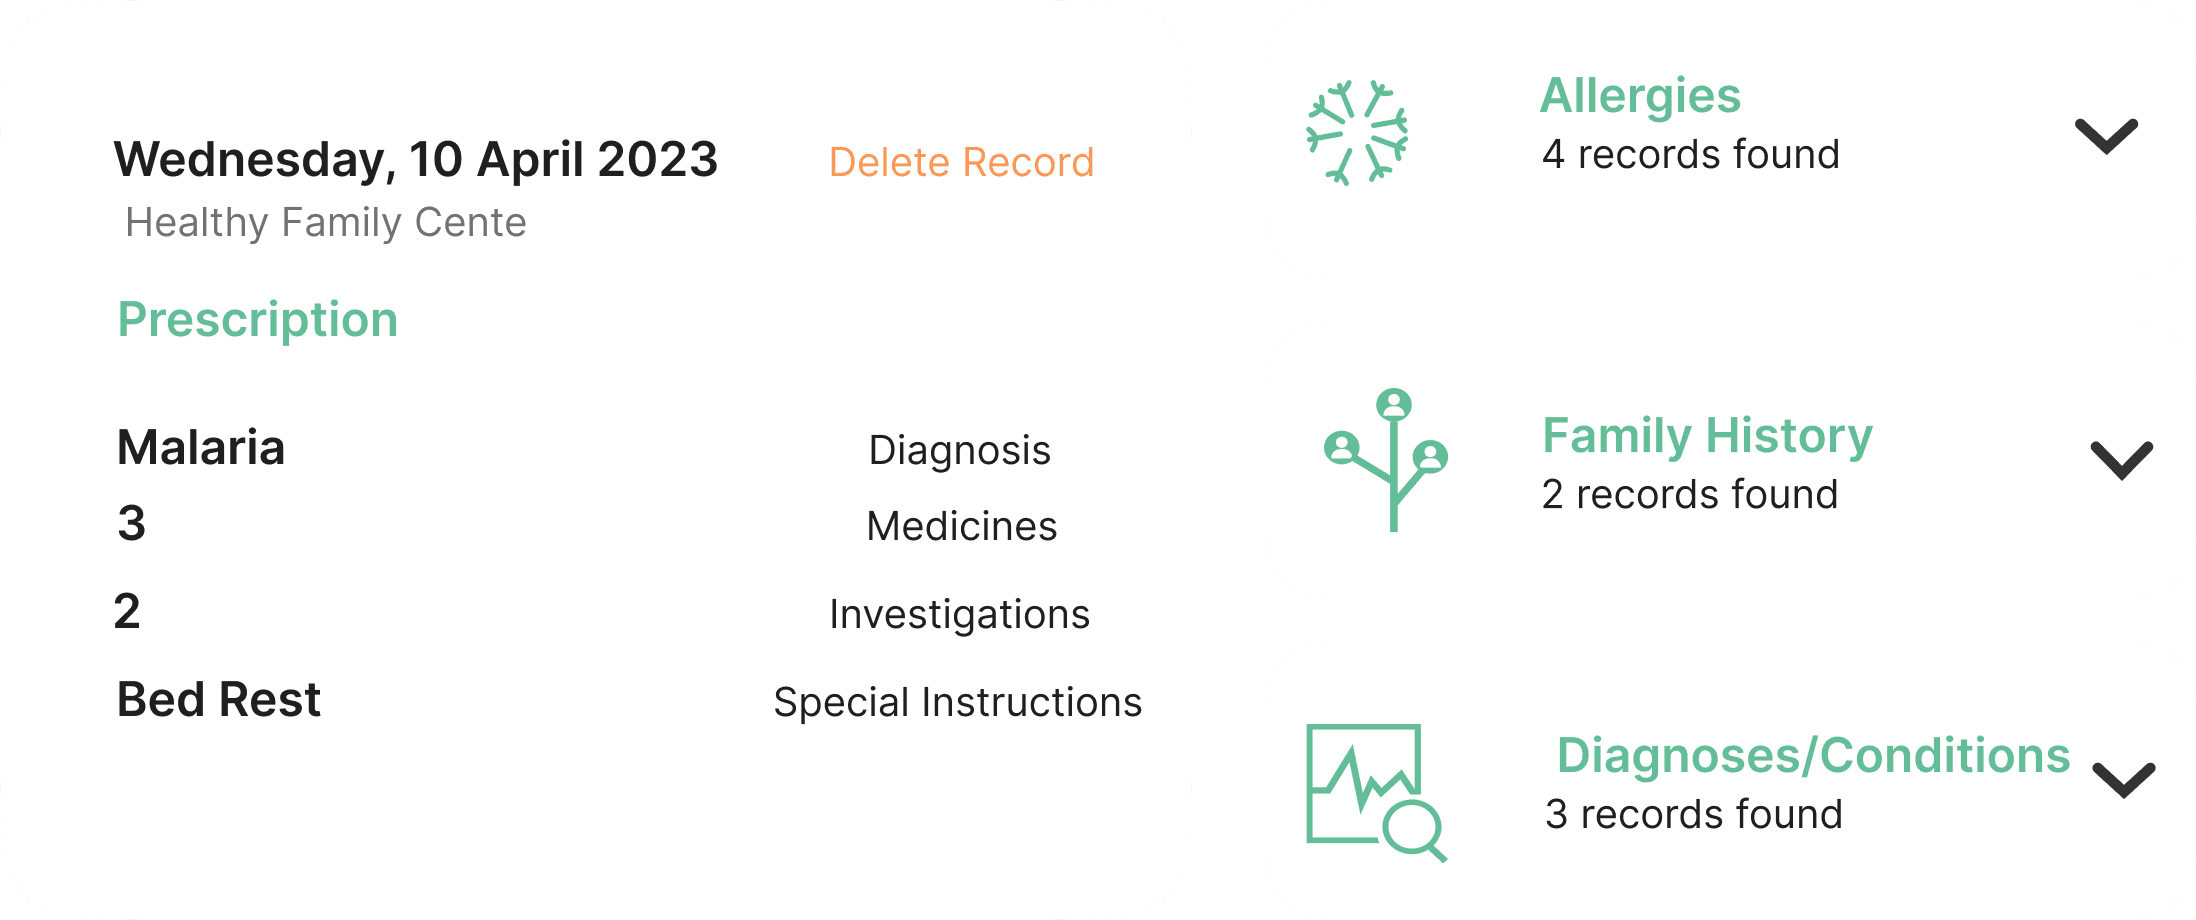 Wednesday, 10 April 2023 Delete Record
Healthy Family Cente
Prescription
Malaria Diagnosis
3 Medicines
2 Investigations
Bed Rest Special Instructions
Allergies
4 records found
Family History
2 records found
Diagnoses/Conditions
3 records found